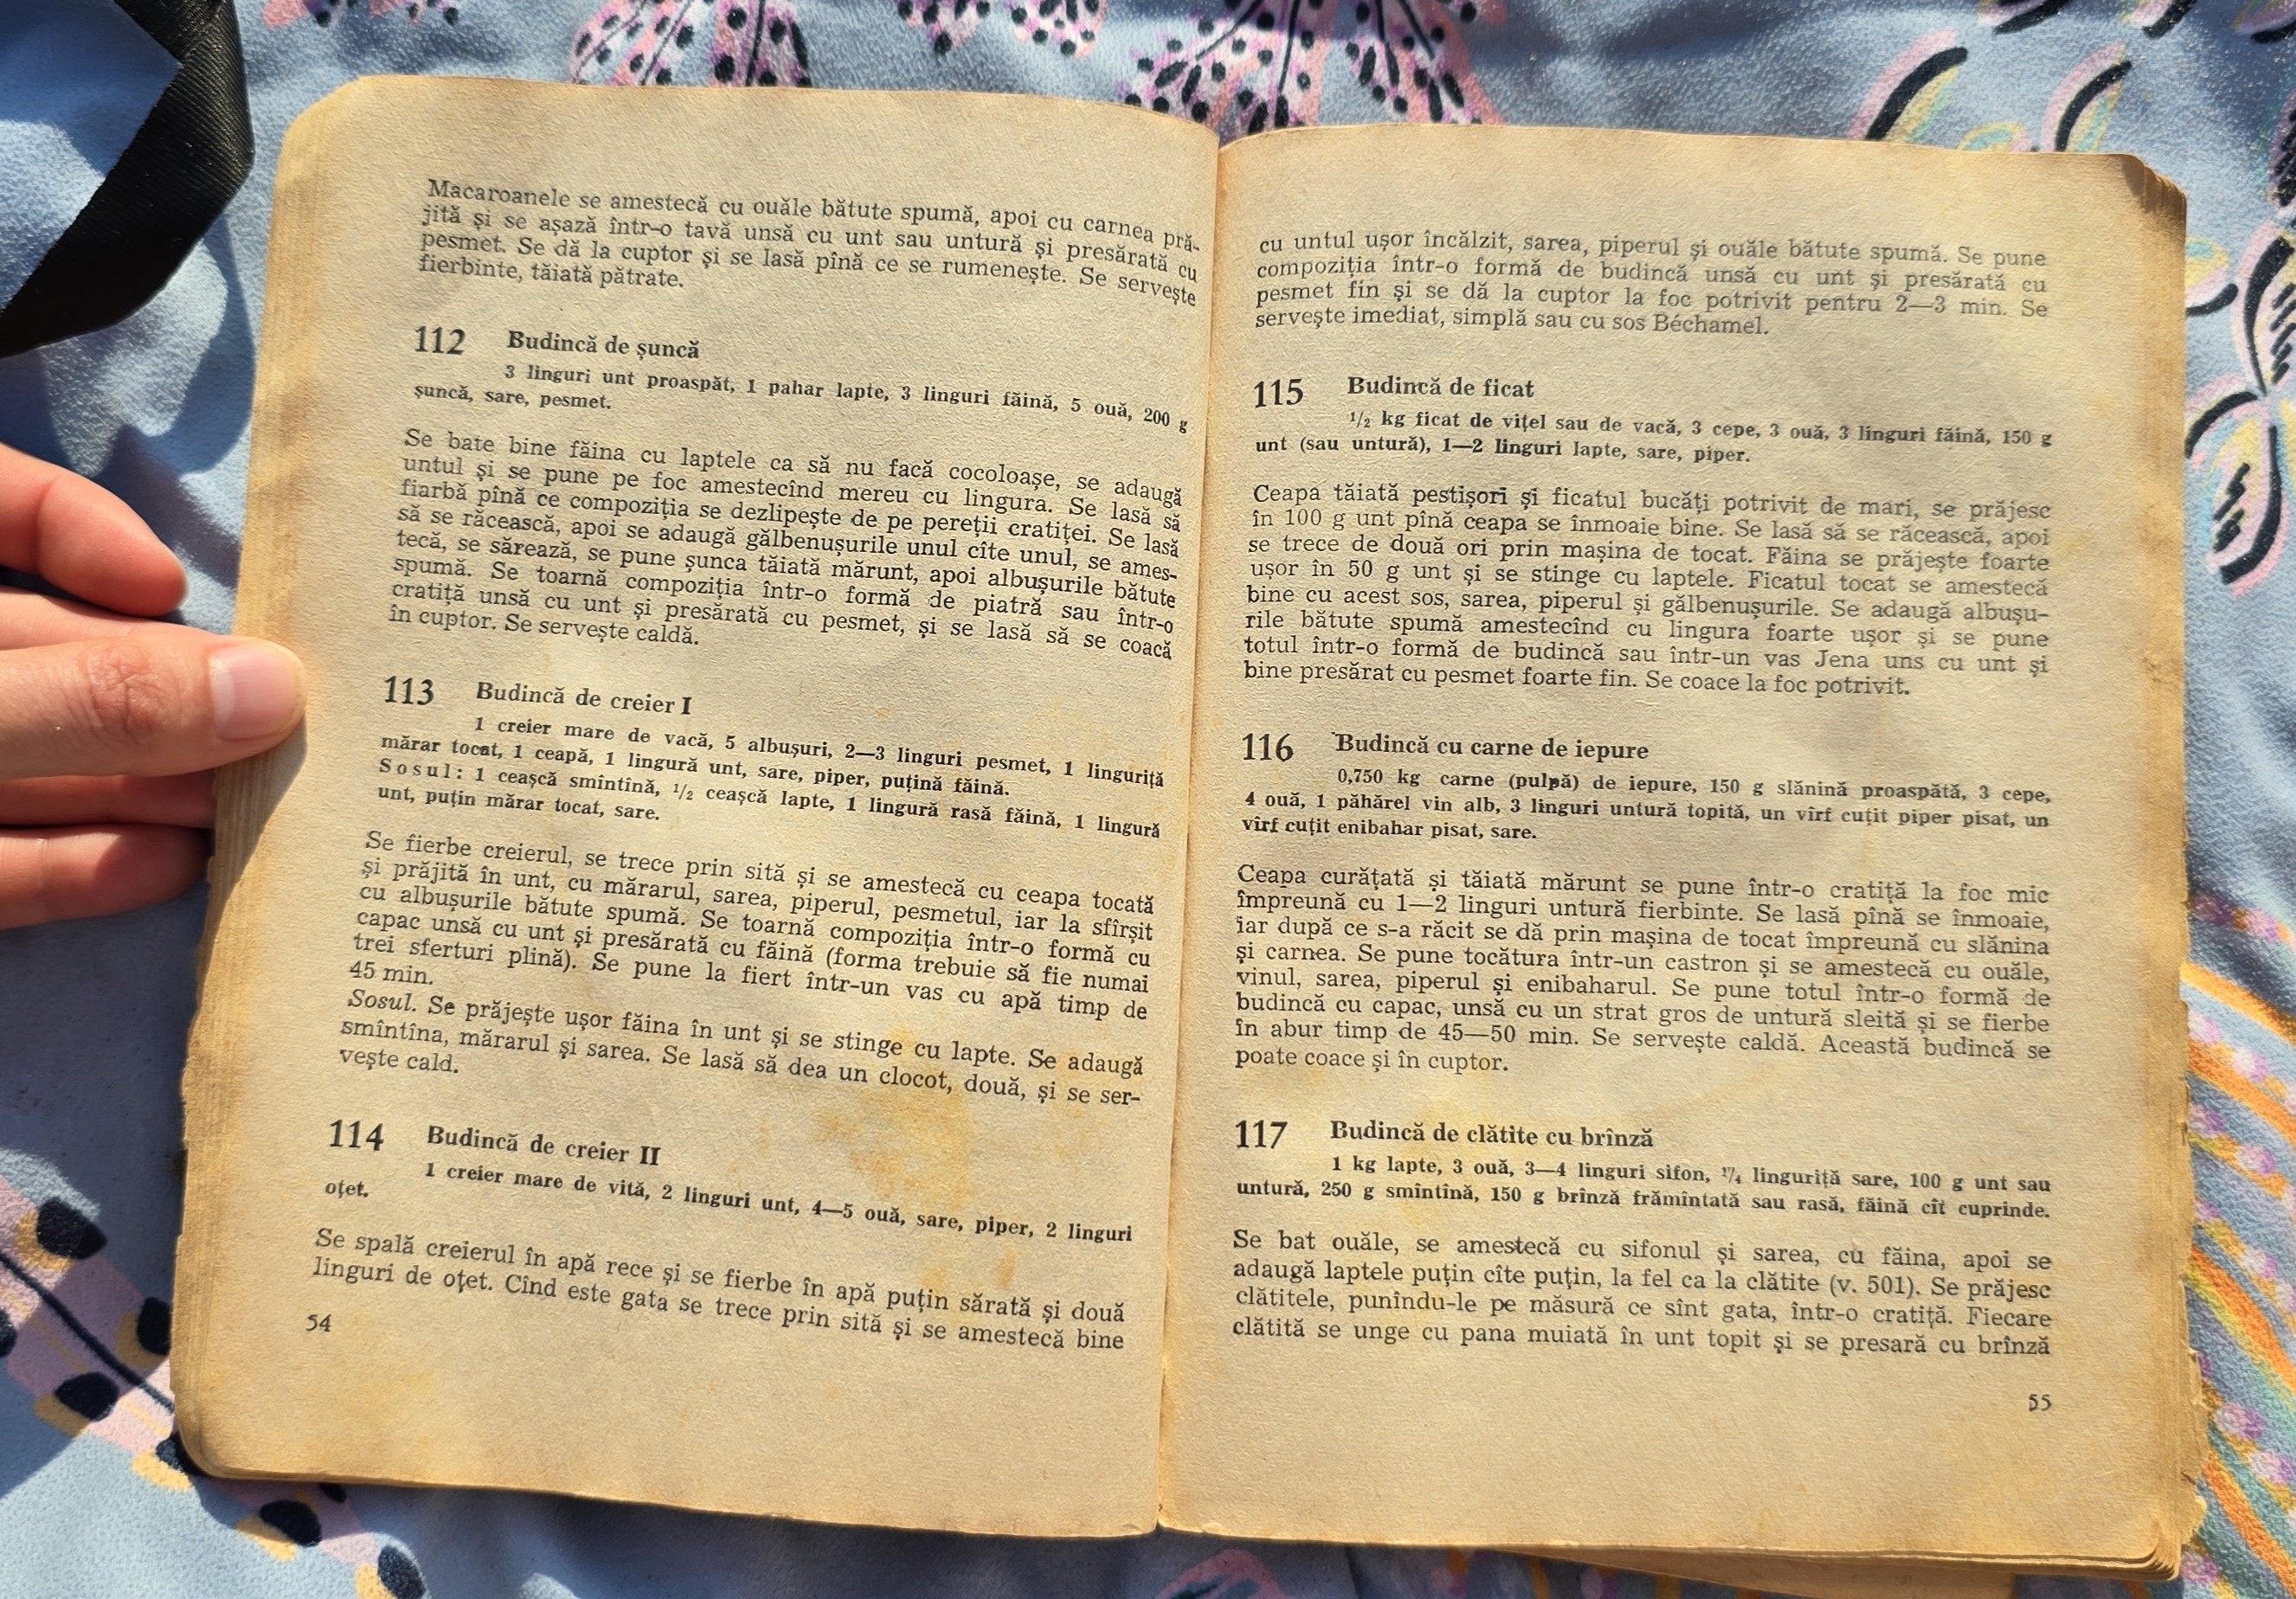 Macaroanele se amestecă cu ouăle bătute spumă, apoi cu carnea pră-
jită și se așază într-o tavă unsă cu unt sau untură și presărată cu
pesmet. Se dă la cuptor și se lasă pînă ce se rumenește. Se servește
fierbinte, tăiată pătrate.
112 Budincă de șuncă
3 linguri unt proaspăt, 1 pahar lapte, 3 linguri făină, 5 ouă, 200 g
șuncă, sare, pesmet.
Se bate bine făina cu laptele ca să nu facă cocoloașe, se adaugă
untul și se pune pe foc amestecînd mereu cu lingura. Se lasă să
fiarbă pînă ce compoziția se dezlipește de pe pereții cratiței. Se lasă
să se răcească, apoi se adaugă gălbenușurile unul cîte unul, se ames-
tecă, se sărează, se pune șunca tăiată mărunt, apoi albușurile bătute
spumă. Se toarnă compoziția într-o formă de piatră sau într-o
cratiță unsă cu unt și presărată cu pesmet, și se lasă să se coacă
în cuptor. Se servește caldă.
113 Budincă de creier I
1 creier mare de vacă, 5 albușuri, 2—3 linguri pesmet, 1 linguriță
mărar tocat, 1 ceapă, 1 lingură unt, sare, piper, puțină făină.
Sosul: 1 ceașcă smîntînă, 1/2 ceașcă lapte, 1 lingură rasă făină, 1 lingură
unt, puțin mărar tocat, sare.
Se fierbe creierul, se trece prin sită și se amestecă cu ceapa tocată
și prăjită în unt, cu mărarul, sarea, piperul, pesmetul, iar la sfîrșit
cu albușurile bătute spumă. Se toarnă compoziția într-o formă cu
capac unsă cu unt și presărată cu făină (forma trebuie să fie numai
trei sferturi plină). Se pune la fiert într-un vas cu apă timp de
45 min.
Sosul. Se prăjește ușor făina în unt și se stinge cu lapte. Se adaugă
smîntîna, mărarul și sarea. Se lasă să dea un clocot, două, și se ser-
vește cald.
114 Budincă de creier II
1 creier mare de vită, 2 linguri unt, 4—5 ouă, sare, piper, 2 linguri
oțet.
Se spală creierul în apă rece și se fierbe în apă puțin sărată și două
linguri de oțet. Cînd este gata se trece prin sită și se amestecă bine
54
cu untul ușor încălzit, sarea, piperul și ouăle bătute spumă. Se pune
compoziția într-o formă de budincă unsă cu unt și presărată cu
pesmet fin și se dă la cuptor la foc potrivit pentru 2—3 min. Se
servește imediat, simplă sau cu sos Béchamel.
115 Budincă de ficat
1/2 kg ficat de vițel sau de vacă, 3 cepe, 3 ouă, 3 linguri făină, 150 g
unt (sau untură), 1—2 linguri lapte, sare, piper.
Ceapa tăiată peștișori și ficatul bucăți potrivit de mari, se prăjesc
în 100 g unt pînă ceapa se înmoaie bine. Se lasă să se răcească, apoi
se trece de două ori prin mașina de tocat. Făina se prăjește foarte
ușor în 50 g unt și se stinge cu laptele. Ficatul tocat se amestecă
bine cu acest sos, sarea, piperul și gălbenușurile. Se adaugă albușu-
rile bătute spumă amestecînd cu lingura foarte ușor și se pune
totul într-o formă de budincă sau într-un vas Jena uns cu unt și
bine presărat cu pesmet foarte fin. Se coace la foc potrivit.
116 Budincă cu carne de iepure
0,750 kg carne (pulpă) de iepure, 150 g slănină proaspătă, 3 cepe,
4 ouă, 1 păhărel vin alb, 3 linguri untură topită, un vîrf cuțit piper pisat, un
vîrf cuțit enibahar pisat, sare.
Ceapa curățată și tăiată mărunt se pune într-o cratiță la foc mic
împreună cu 1—2 linguri untură fierbinte. Se lasă pînă se înmoaie,
iar după ce s-a răcit se dă prin mașina de tocat împreună cu slănina
și carnea. Se pune tocătura într-un castron și se amestecă cu ouăle,
vinul, sarea, piperul și enibaharul. Se pune totul într-o formă de
budincă cu capac, unsă cu un strat gros de untură sleită și se fierbe
în abur timp de 45—50 min. Se servește caldă. Această budincă se
poate coace și în cuptor.
117 Budincă de clătite cu brînză
1 kg lapte, 3 ouă, 3—4 linguri sifon, 1/4 linguriță sare, 100 g unt sau
untură, 250 g smîntînă, 150 g brînză frămîntată sau rasă, făină cît cuprinde.
Se bat ouăle, se amestecă cu sifonul și sarea, cu făina, apoi se
adaugă laptele puțin cîte puțin, la fel ca la clătite (v. 501). Se prăjesc
clătitele, punîndu-le pe măsură ce sînt gata, într-o cratiță. Fiecare
clătită se unge cu pana muiată în unt topit și se presară cu brînză
55